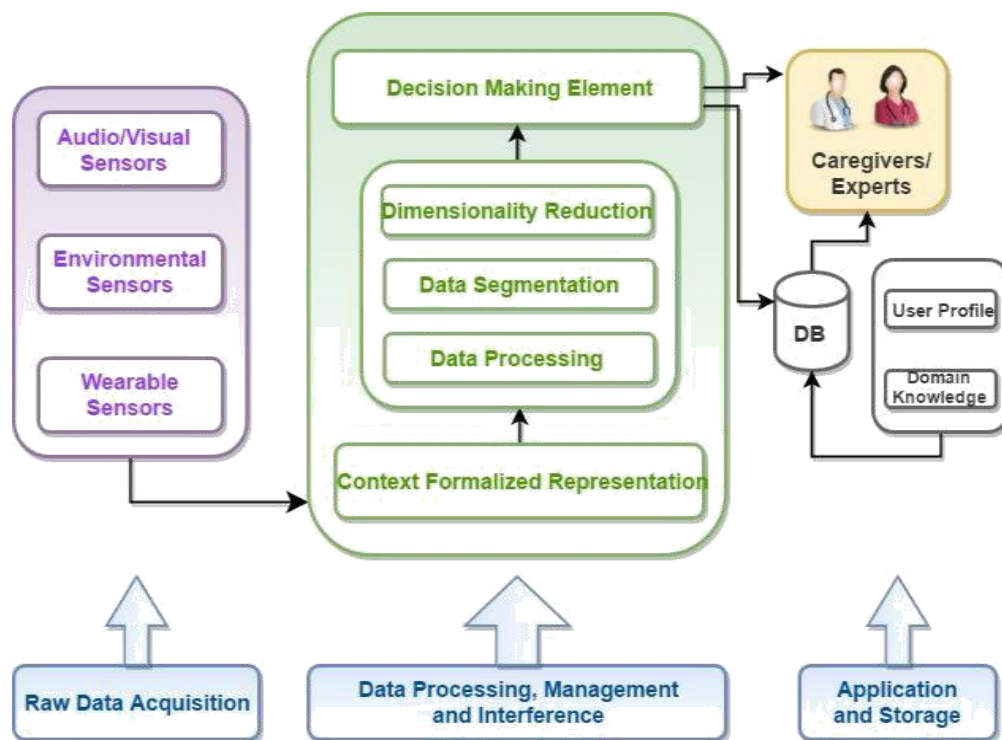 Audio/Visual
Sensors
Environmental
Sensors
Wearable
Sensors
Decision Making Element
Dimensionality Reduction
Data Segmentation
Data Processing
Context Formalized Representation
Caregivers/
Experts
DB
User Profile
Domain
Knowledge
Raw Data Acquisition
Data Processing, Management
and Interference
Application
and Storage